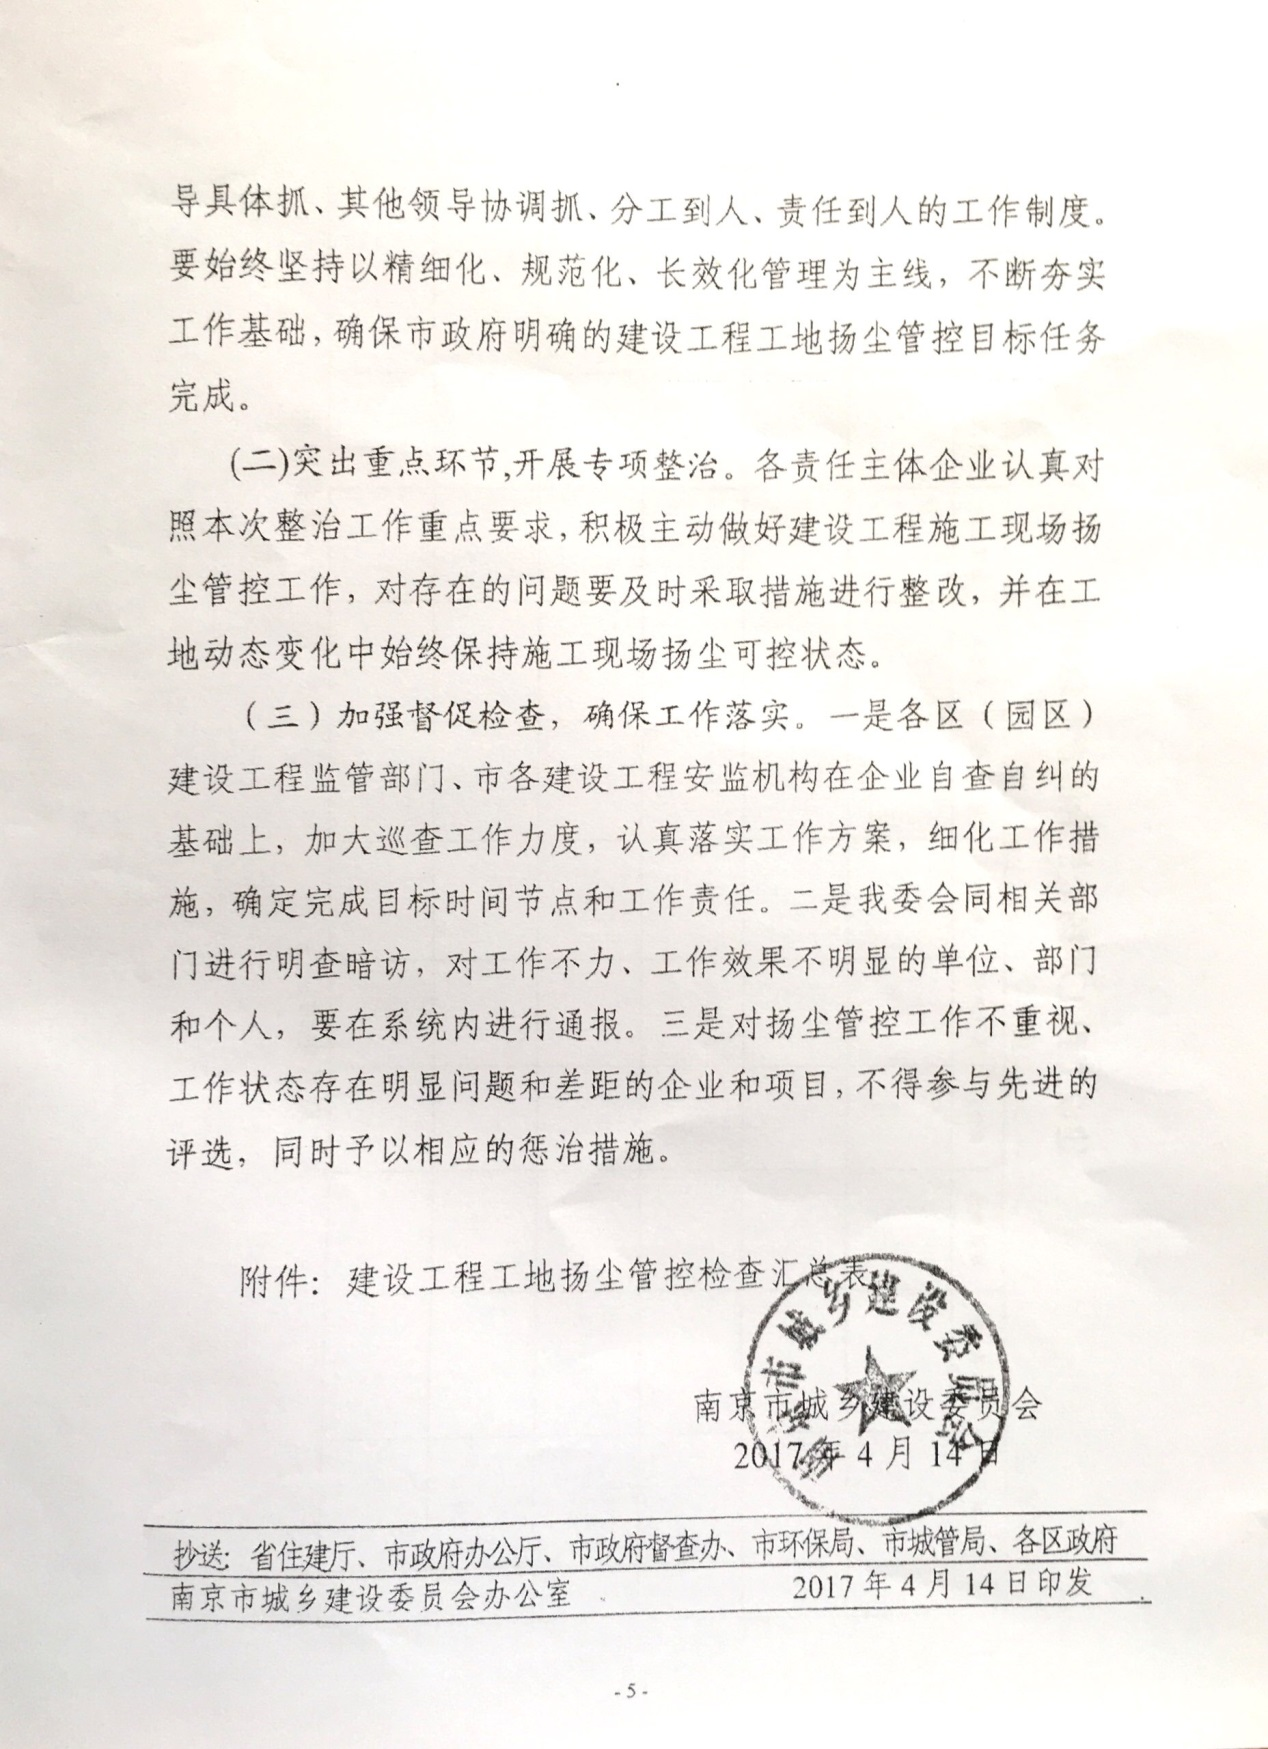 导具体抓、其他领导协调抓、分工到人、责任到人的工作制度。
要始终坚持以精细化、规范化、长效化管理为主线，不断夯实
工作基础，确保市政府明确的建设工程工地扬尘管控目标任务
完成。
(二)突出重点环节,开展专项整治。各责任主体企业认真对
照本次整治工作重点要求，积极主动做好建设工程施工现场扬
尘管控工作，对存在的问题要及时采取措施进行整改，并在工
地动态变化中始终保持施工现场扬尘可控状态。
（三）加强督促检查，确保工作落实。一是各区（园区）
建设工程监管部门、市各建设工程安监机构在企业自查自纠的
基础上，加大巡查工作力度，认真落实工作方案，细化工作措
施，确定完成目标时间节点和工作责任。二是我委会同相关部
门进行明查暗访，对工作不力、工作效果不明显的单位、部门
和个人，要在系统内进行通报。三是对扬尘管控工作不重视、
工作状态存在明显问题和差距的企业和项目，不得参与先进的
评选，同时予以相应的惩治措施。
附件：建设工程工地扬尘管控检查汇总表
南京市城乡建设委员会
南京市城乡建设委员会
2017年4月14日
抄送：省住建厅、市政府办公厅、市政府督查办、市环保局、市城管局、各区政府
南京市城乡建设委员会办公室 2017年4月14日印发
- 5 -